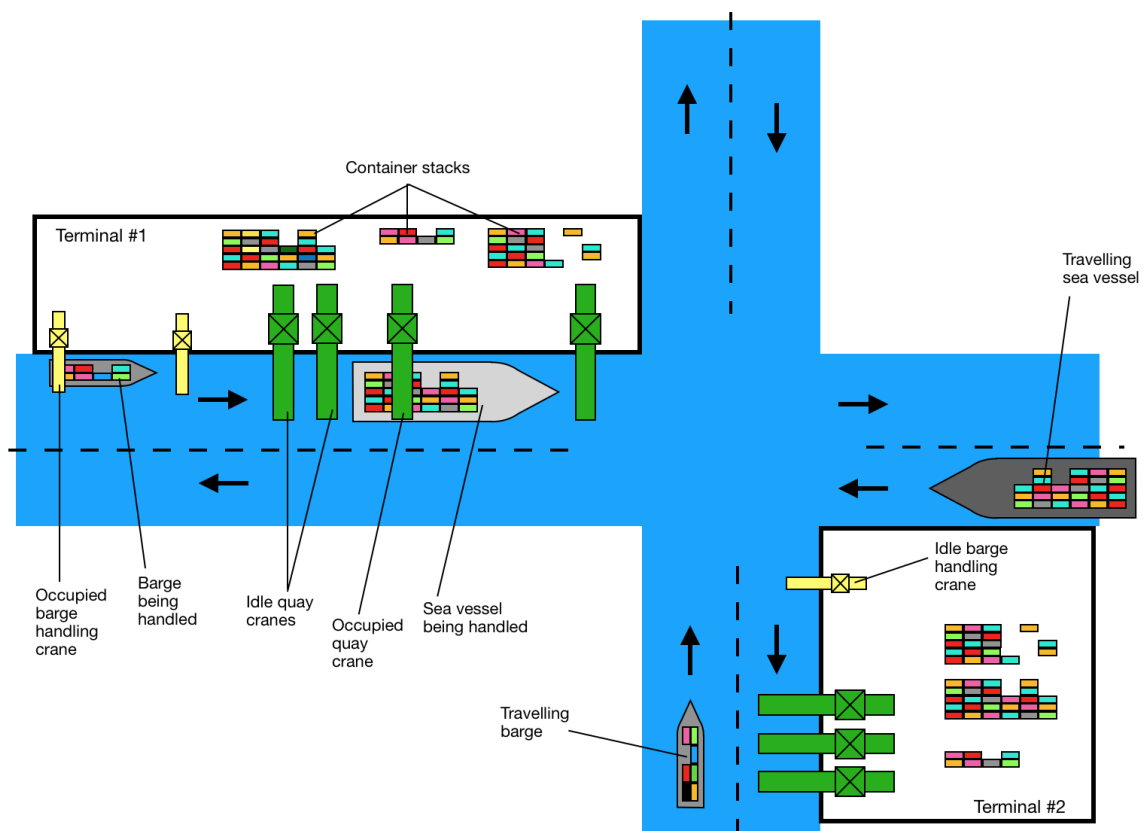 Container stacks
Terminal #1
Travelling
sea vessel
Occupied
barge
handling
crane
Barge
being
handled
Idle quay
cranes
Occupied
quay
crane
Sea vessel
being handled
Idle barge
handling
crane
Travelling
barge
Terminal #2